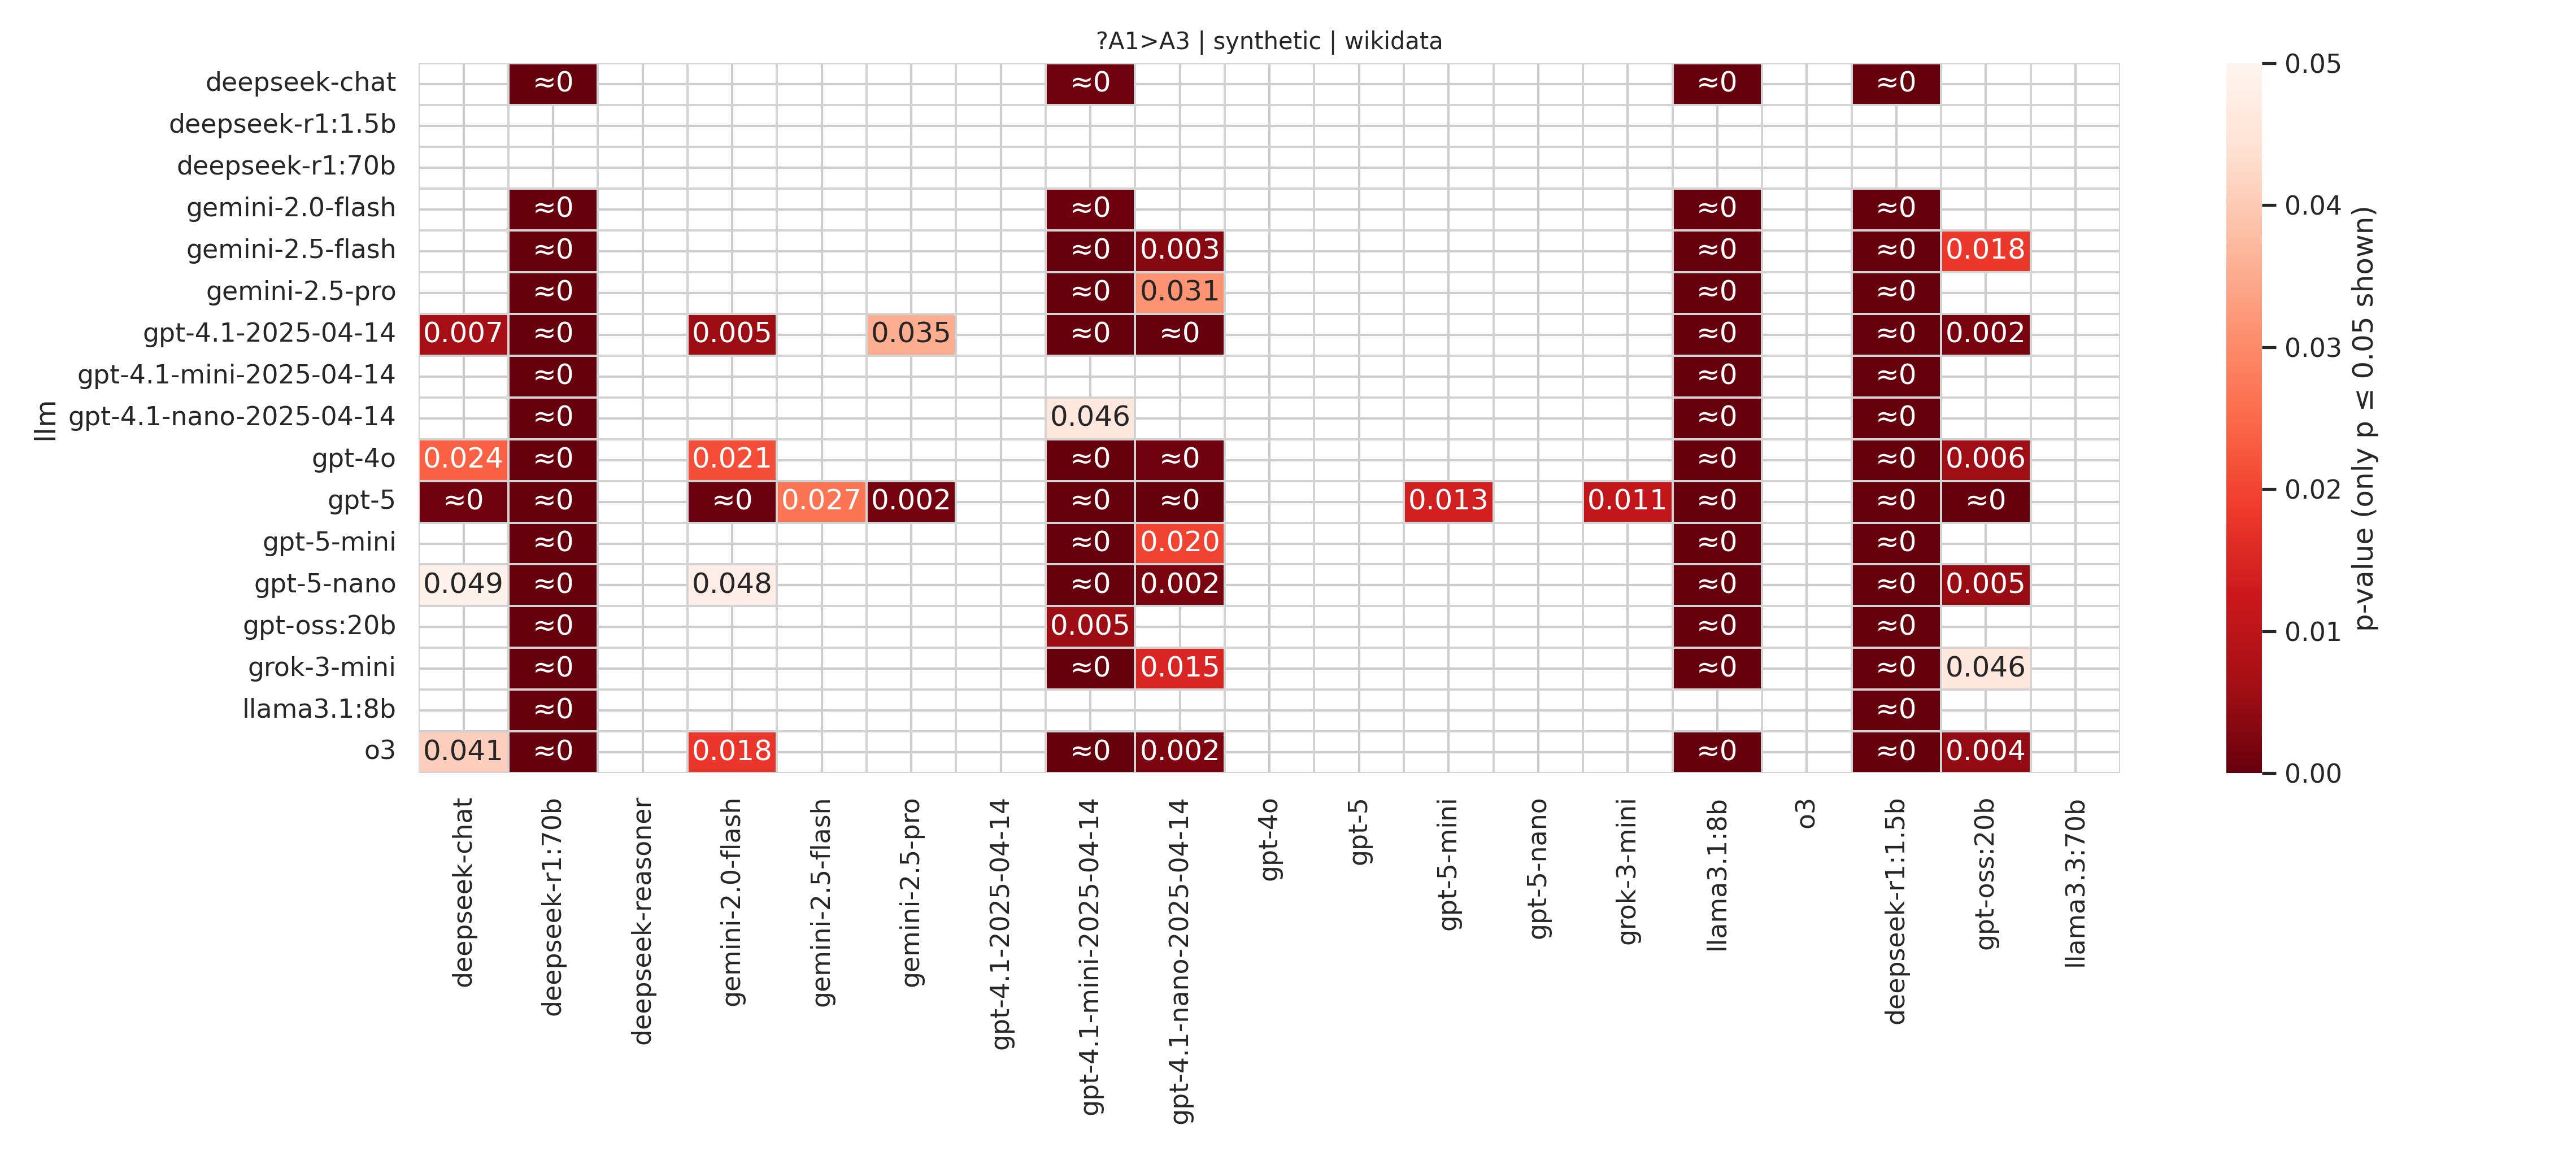 ?A1>A3 | synthetic | wikidata
llm
deepseek-chat ≈0 ≈0 ≈0 ≈0
deepseek-r1:1.5b
deepseek-r1:70b
gemini-2.0-flash ≈0 ≈0 ≈0 ≈0
gemini-2.5-flash ≈0 ≈0 0.003 ≈0 ≈0 0.018
gemini-2.5-pro ≈0 ≈0 0.031 ≈0 ≈0
gpt-4.1-2025-04-14 0.007 ≈0 0.005 0.035 ≈0 ≈0 ≈0 ≈0 0.002
gpt-4.1-mini-2025-04-14 ≈0 ≈0 ≈0
gpt-4.1-nano-2025-04-14 ≈0 0.046 ≈0 ≈0
gpt-4o 0.024 ≈0 0.021 ≈0 ≈0 ≈0 ≈0 0.006
gpt-5 ≈0 ≈0 ≈0 0.027 0.002 ≈0 ≈0 0.013 0.011 ≈0 ≈0 ≈0
gpt-5-mini ≈0 ≈0 0.020 ≈0 ≈0
gpt-5-nano 0.049 ≈0 0.048 ≈0 0.002 ≈0 ≈0 0.005
gpt-oss:20b ≈0 0.005 ≈0 ≈0
grok-3-mini ≈0 ≈0 0.015 ≈0 ≈0 0.046
llama3.1:8b ≈0 ≈0
o3 0.041 ≈0 0.018 ≈0 0.002 ≈0 ≈0 0.004
deepseek-chat
deepseek-r1:70b
deepseek-reasoner
gemini-2.0-flash
gemini-2.5-flash
gemini-2.5-pro
gpt-4.1-2025-04-14
gpt-4.1-mini-2025-04-14
gpt-4.1-nano-2025-04-14
gpt-4o
gpt-5
gpt-5-mini
gpt-5-nano
grok-3-mini
llama3.1:8b
o3
deepseek-r1:1.5b
gpt-oss:20b
llama3.3:70b
0.05
0.04
0.03
0.02
0.01
0.00
p-value (only p ≤ 0.05 shown)